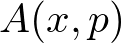 A(x, p)